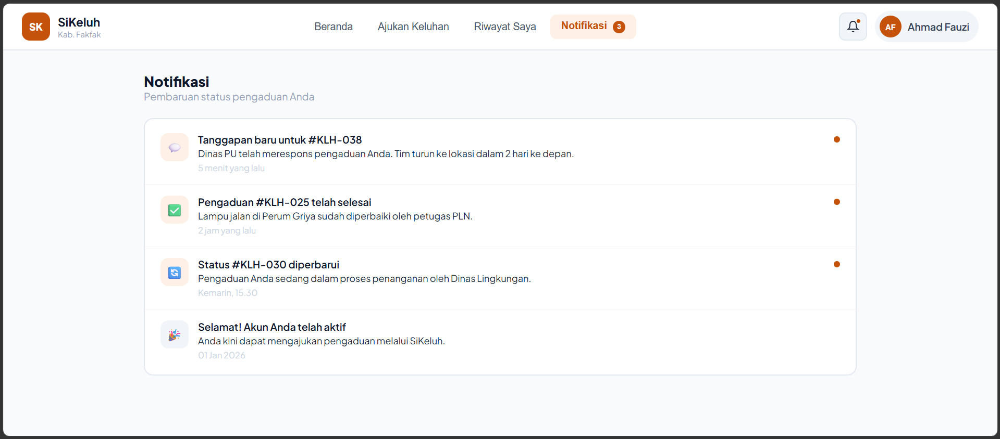 SK
SiKeluh
Kab. Fakfak
Beranda
Ajukan Keluhan
Riwayat Saya
Notifikasi 3
AF
Ahmad Fauzi
Notifikasi
Pembaruan status pengaduan Anda
Tanggapan baru untuk #KLH-038
Dinas PU telah merespons pengaduan Anda. Tim turun ke lokasi dalam 2 hari ke depan.
5 menit yang lalu
Pengaduan #KLH-025 telah selesai
Lampu jalan di Perum Griya sudah diperbaiki oleh petugas PLN.
2 jam yang lalu
Status #KLH-030 diperbarui
Pengaduan Anda sedang dalam proses penanganan oleh Dinas Lingkungan.
Kemarin, 15.30
Selamat! Akun Anda telah aktif
Anda kini dapat mengajukan pengaduan melalui SiKeluh.
01 Jan 2026